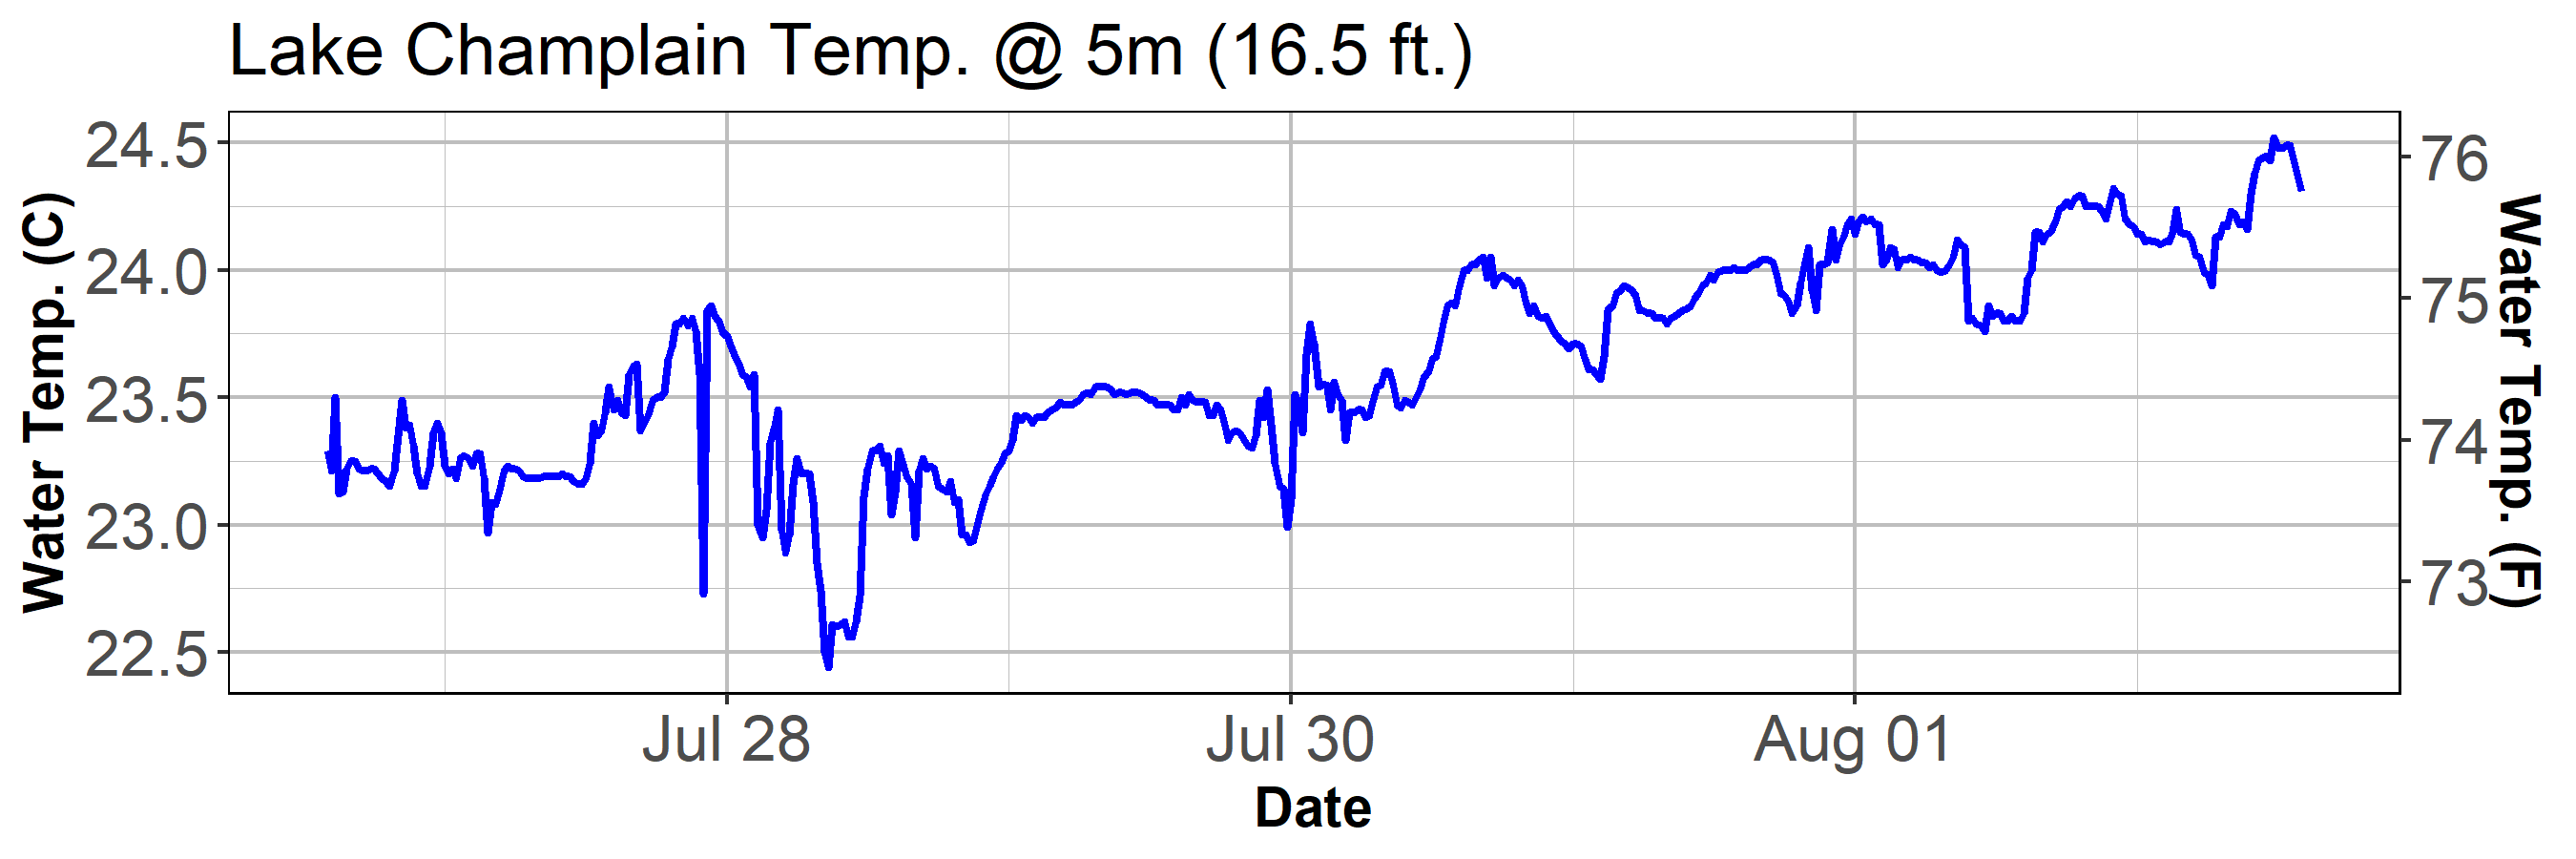 Lake Champlain Temp. @ 5m (16.5 ft.)
Water Temp. (C)
24.5
24.0
23.5
23.0
22.5
76
75
74
73
Water Temp. (F)
Jul 28
Jul 30
Aug 01
Date